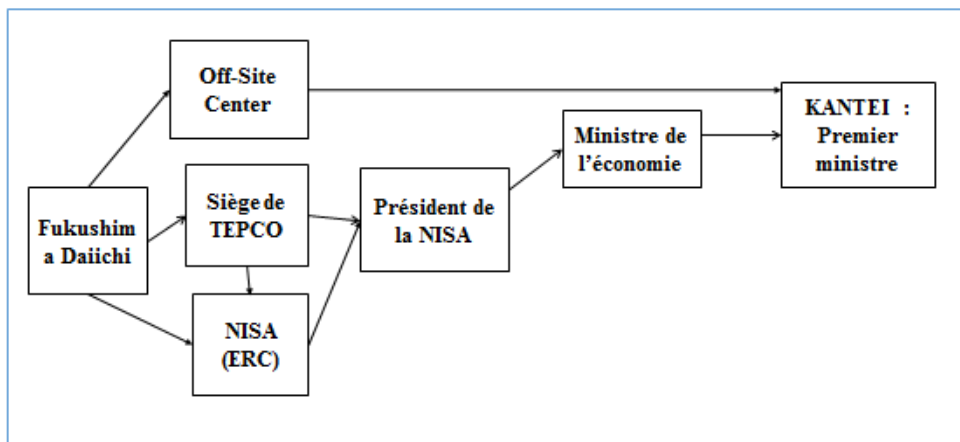 Off-Site
Center
KANTEI :
Premier
ministre
Ministre de
l'économie
Siège de
TEPCO
Président de
la NISA
Fukushim
a Daiichi
NISA
(ERC)